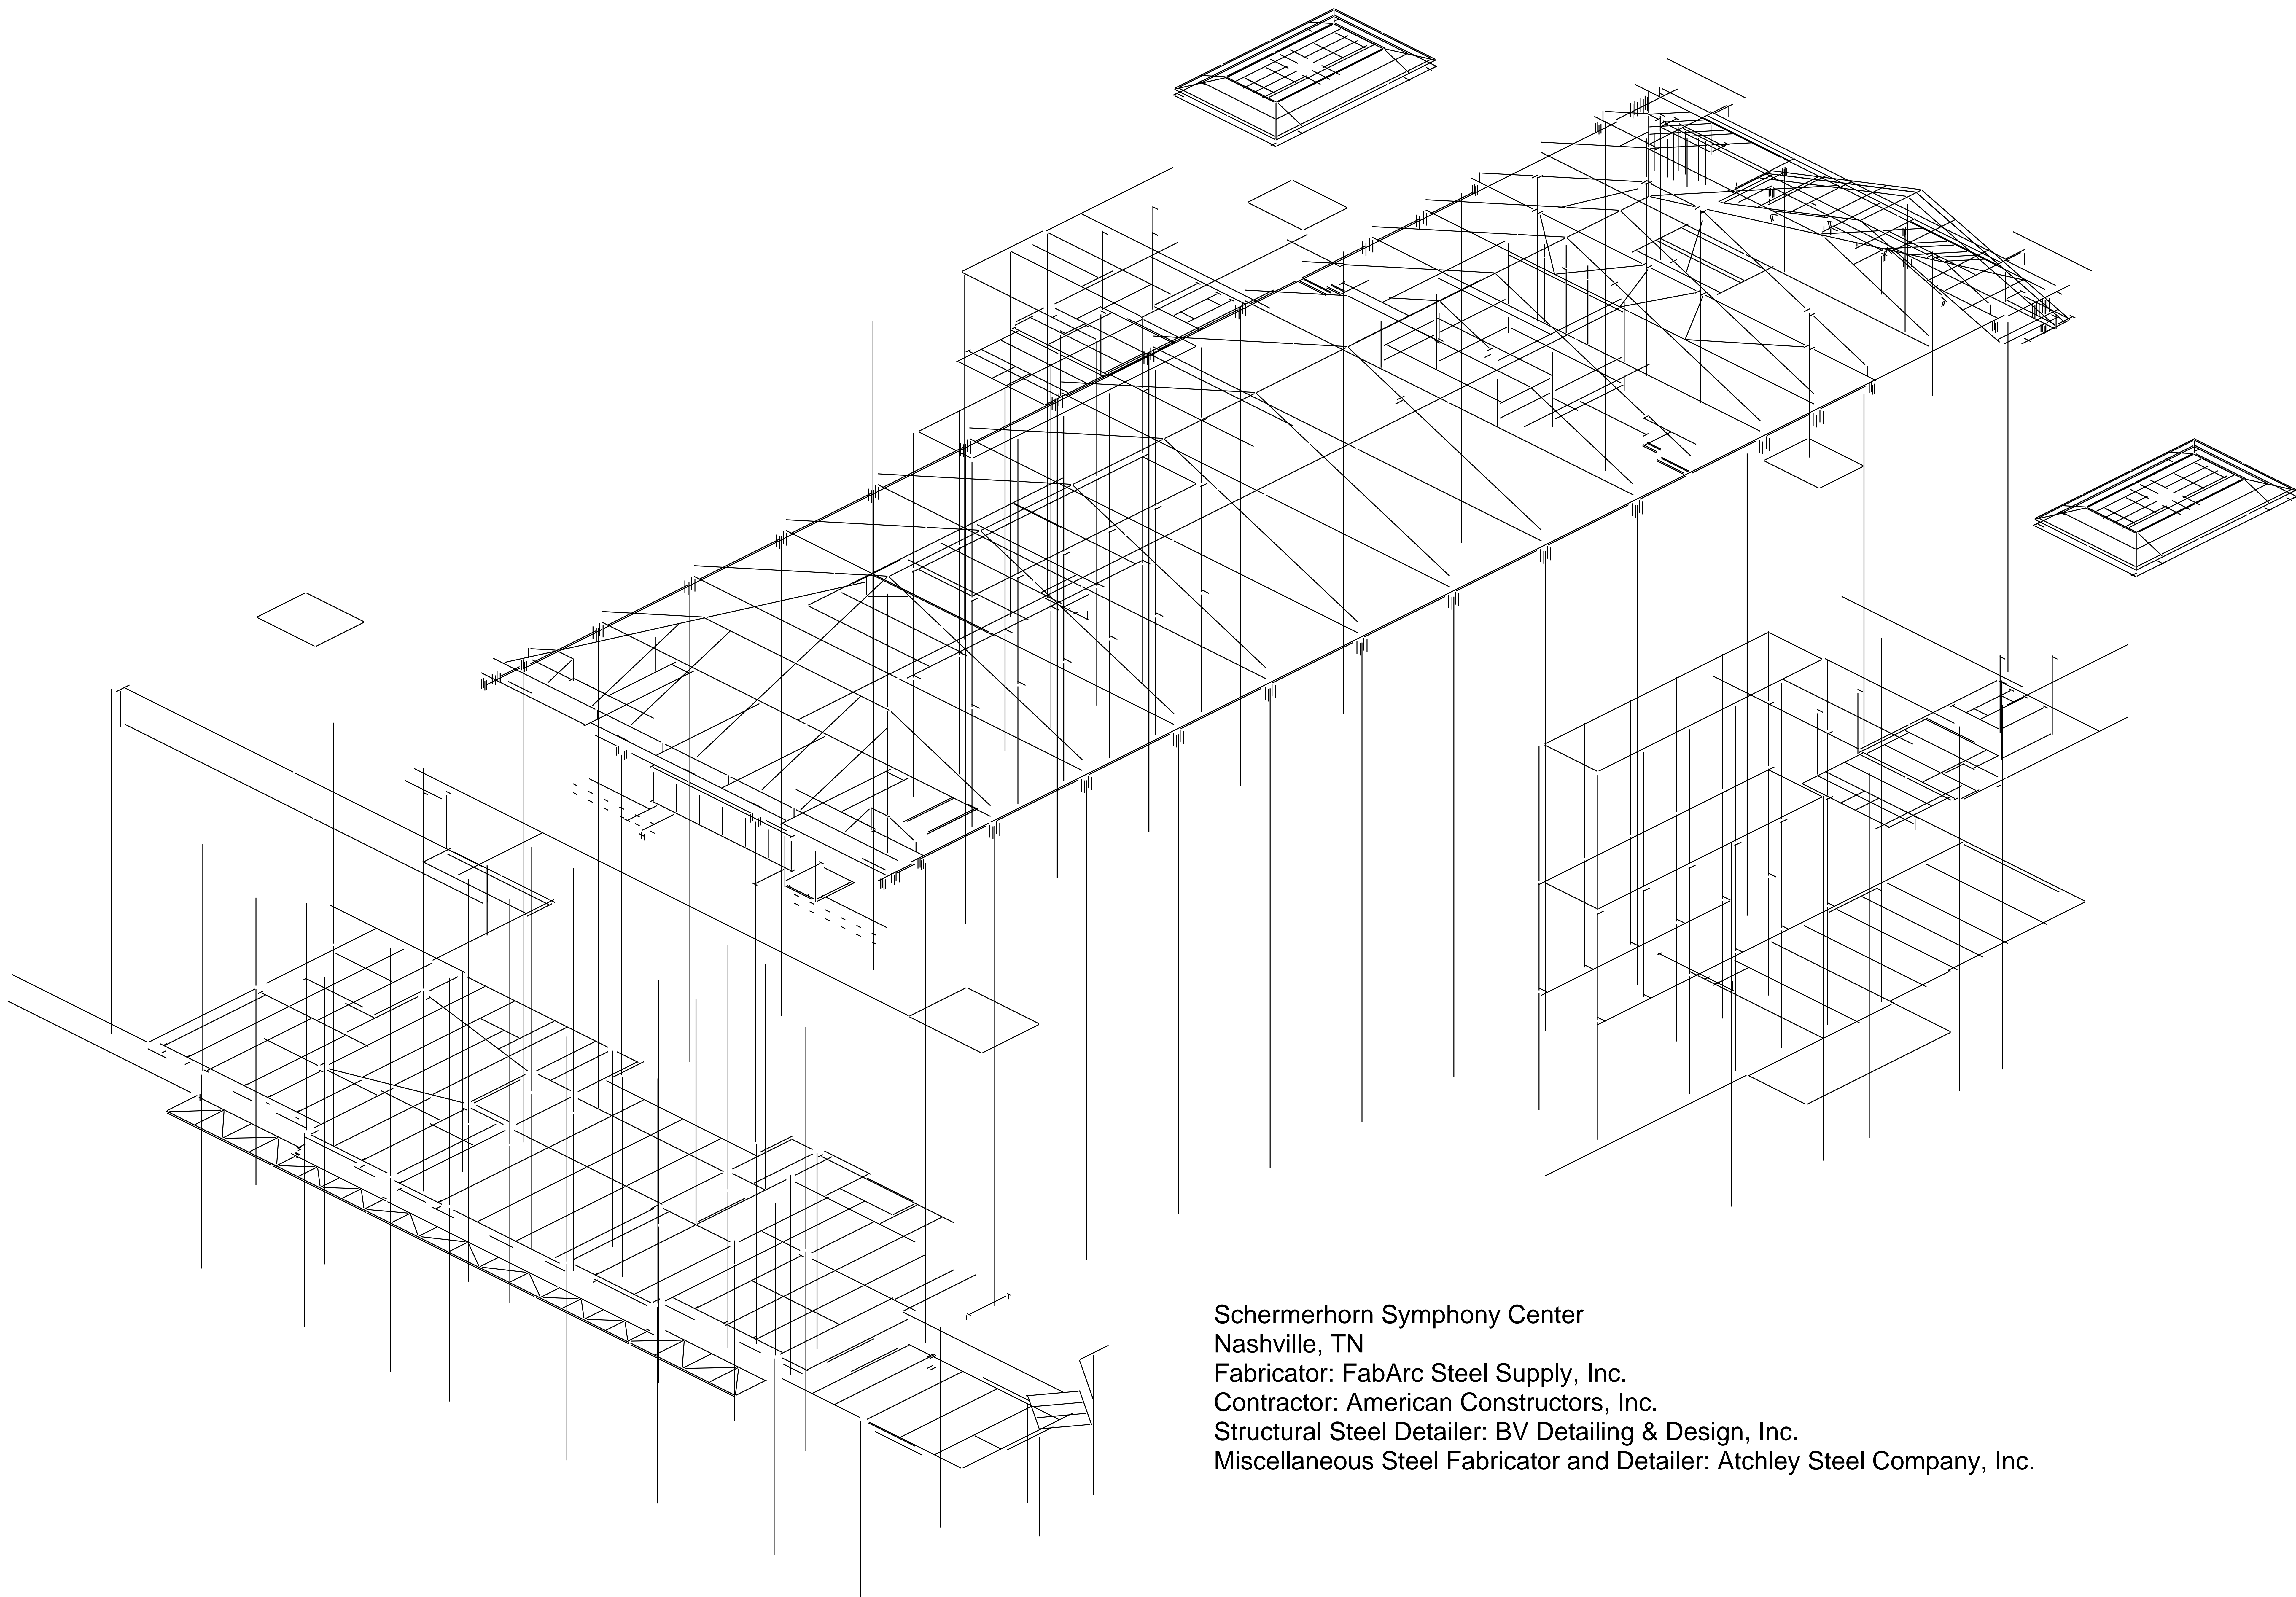 Schermerhorn Symphony Center
Nashville, TN
Fabricator: FabArc Steel Supply, Inc.
Contractor: American Constructors, Inc.
Structural Steel Detailer: BV Detailing & Design, Inc.
Miscellaneous Steel Fabricator and Detailer: Atchley Steel Company, Inc.